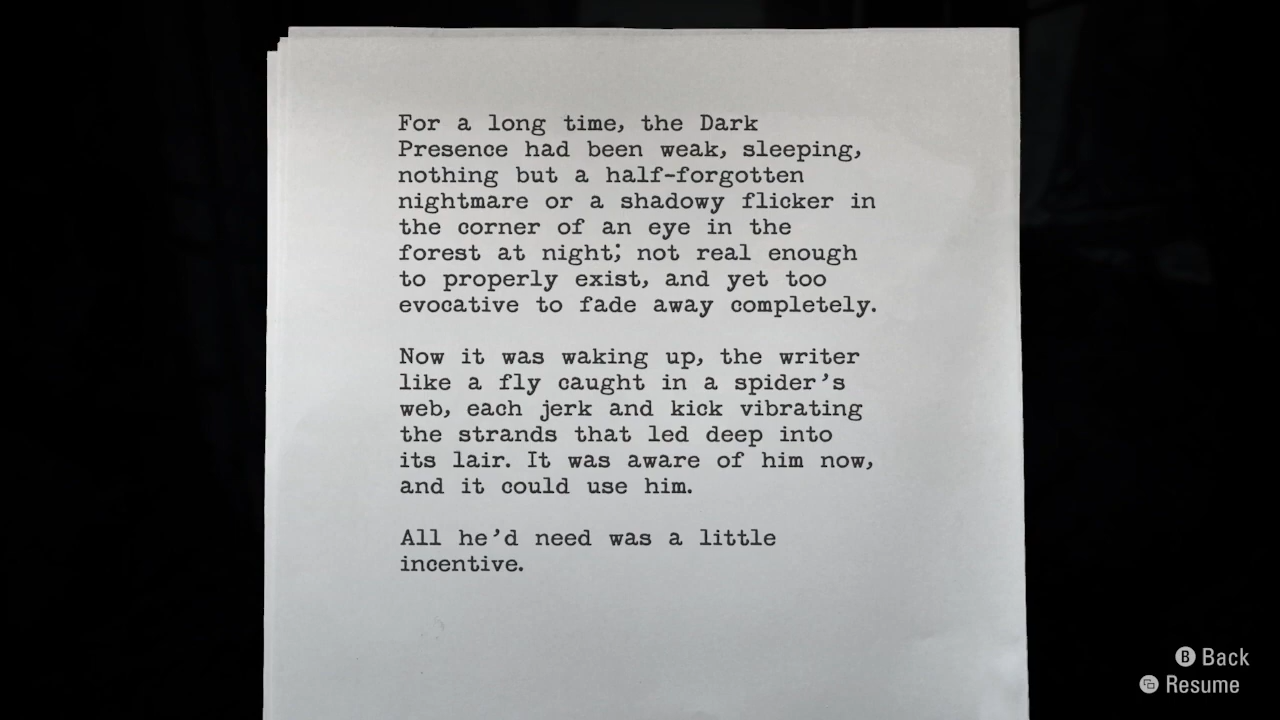 For a long time, the Dark
Presence had been weak, sleeping,
nothing but a half-forgotten
nightmare or a shadowy flicker in
the corner of an eye in the
forest at night; not real enough
to properly exist, and yet too
evocative to fade away completely.
Now it was waking up, the writer
like a fly caught in a spider's
web, each jerk and kick vibrating
the strands that led deep into
its lair. It was aware of him now,
and it could use him.
All he'd need was a little
incentive.
B Back
Resume